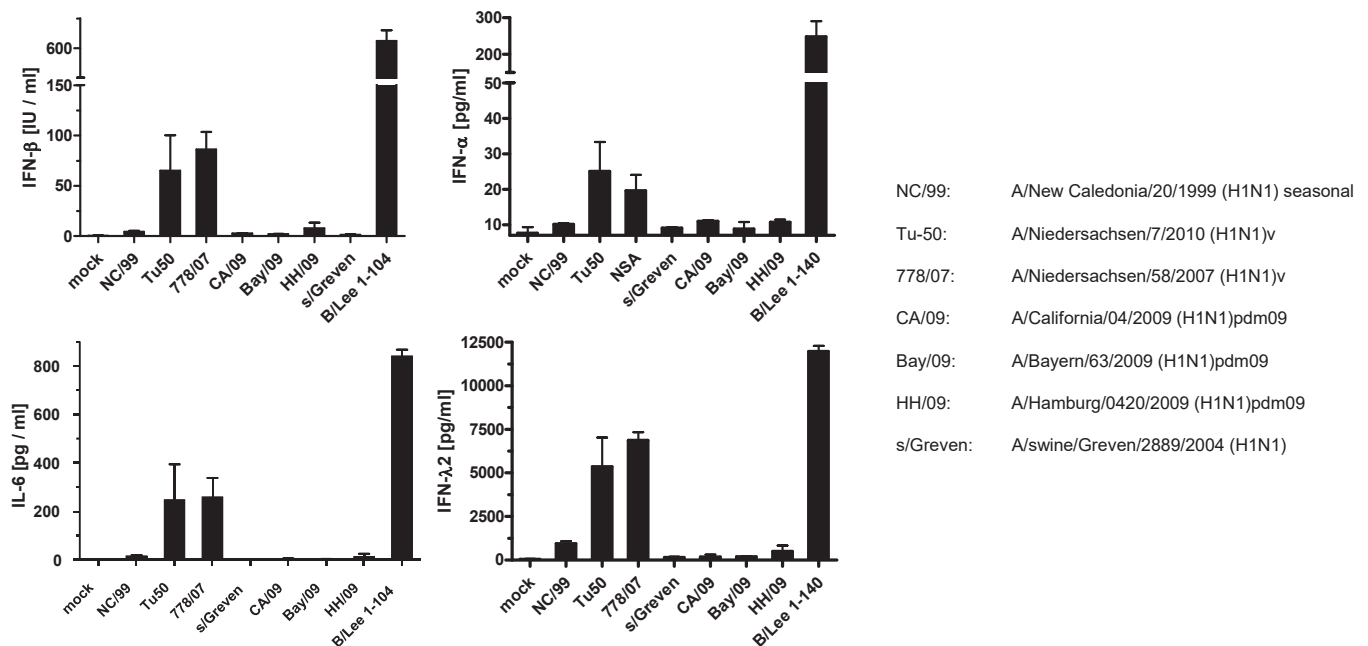 600
150
100
50
0
IFN-β [IU / ml]
mock
NC/99
Tu50
778/07
CA/09
Bay/09
HH/09
s/Greven
B/Lee 1-104
300
200
100
50
40
30
20
10
IFN-α [pg/ml]
mock
NC/99
Tu50
NSA
s/Greven
CA/09
Bay/09
HH/09
B/Lee 1-140
800
600
400
200
0
IL-6 [pg / ml]
mock
NC/99
Tu50
778/07
s/Greven
CA/09
Bay/09
HH/09
B/Lee 1-104
12500
10000
7500
5000
2500
0
IFN-λ2 [pg/ml]
mock
NC/99
Tu50
778/07
s/Greven
CA/09
Bay/09
HH/09
B/Lee 1-140
NC/99: A/New Caledonia/20/1999 (H1N1) seasonal
Tu-50: A/Niedersachsen/7/2010 (H1N1)v
778/07: A/Niedersachsen/58/2007 (H1N1)v
CA/09: A/California/04/2009 (H1N1)pdm09
Bay/09: A/Bayern/63/2009 (H1N1)pdm09
HH/09: A/Hamburg/0420/2009 (H1N1)pdm09
s/Greven: A/swine/Greven/2889/2004 (H1N1)